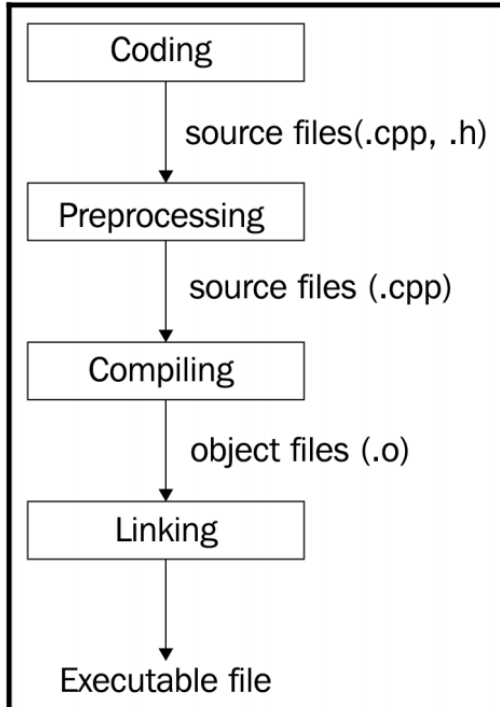 Coding
source files(.cpp, .h)
Preprocessing
source files (.cpp)
Compiling
object files (.o)
Linking
Executable file